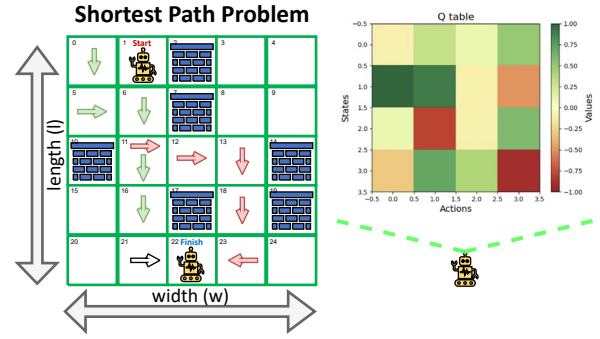 Shortest Path Problem
0 1 Start 2 3 4
5 6 7 8 9
10 11 12 13 14
15 16 17 18 19
20 21 22 Finish 23 24
length (l)
width (w)
Q table
−0.5
0.0
0.5
1.0
1.5
2.0
2.5
3.0
3.5
States
−0.5 0.0 0.5 1.0 1.5 2.0 2.5 3.0 3.5
Actions
1.00
0.75
0.50
0.25
0.00
−0.25
−0.50
−0.75
−1.00
Values